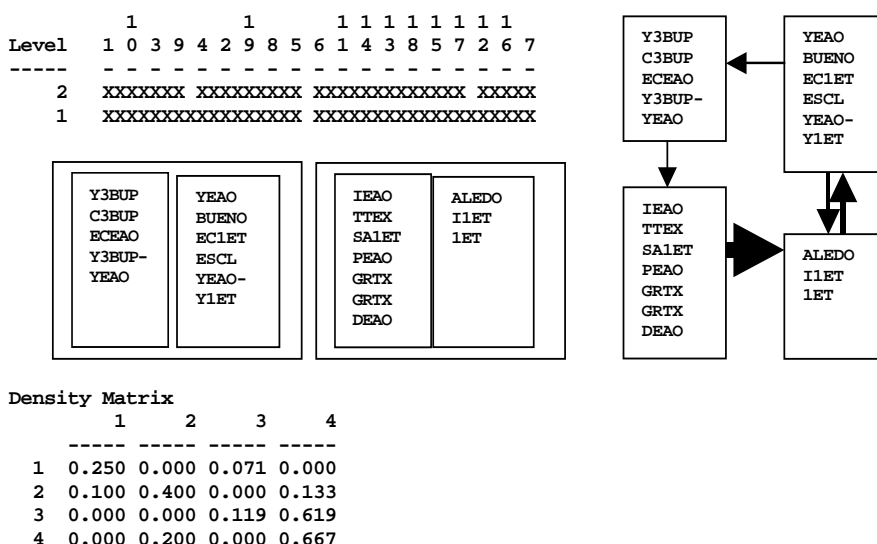 1 1 1 1 1 1 1 1 1 1
Level 1 0 3 9 4 2 9 8 5 6 1 4 3 8 5 7 2 6 7
----- - - - - - - - - - - - - - - - - - - -
2 XXXXXXX XXXXXXXXX XXXXXXXXXXXXX XXXXX
1 XXXXXXXXXXXXXXXXX XXXXXXXXXXXXXXXXXXX
Y3BUP
C3BUP
ECEAO
Y3BUP-
YEAO
YEAO
BUENO
EC1ET
ESCL
YEAO-
Y1ET
IEAO
TTEX
SA1ET
PEAO
GRTX
GRTX
DEAO
ALEDO
I1ET
1ET
Y3BUP
C3BUP
ECEAO
Y3BUP-
YEAO
YEAO
BUENO
EC1ET
ESCL
YEAO-
Y1ET
IEAO
TTEX
SA1ET
PEAO
GRTX
GRTX
DEAO
ALEDO
I1ET
1ET
Density Matrix
1 2 3 4
----- ----- ----- -----
1 0.250 0.000 0.071 0.000
2 0.100 0.400 0.000 0.133
3 0.000 0.000 0.119 0.619
4 0.000 0.200 0.000 0.667